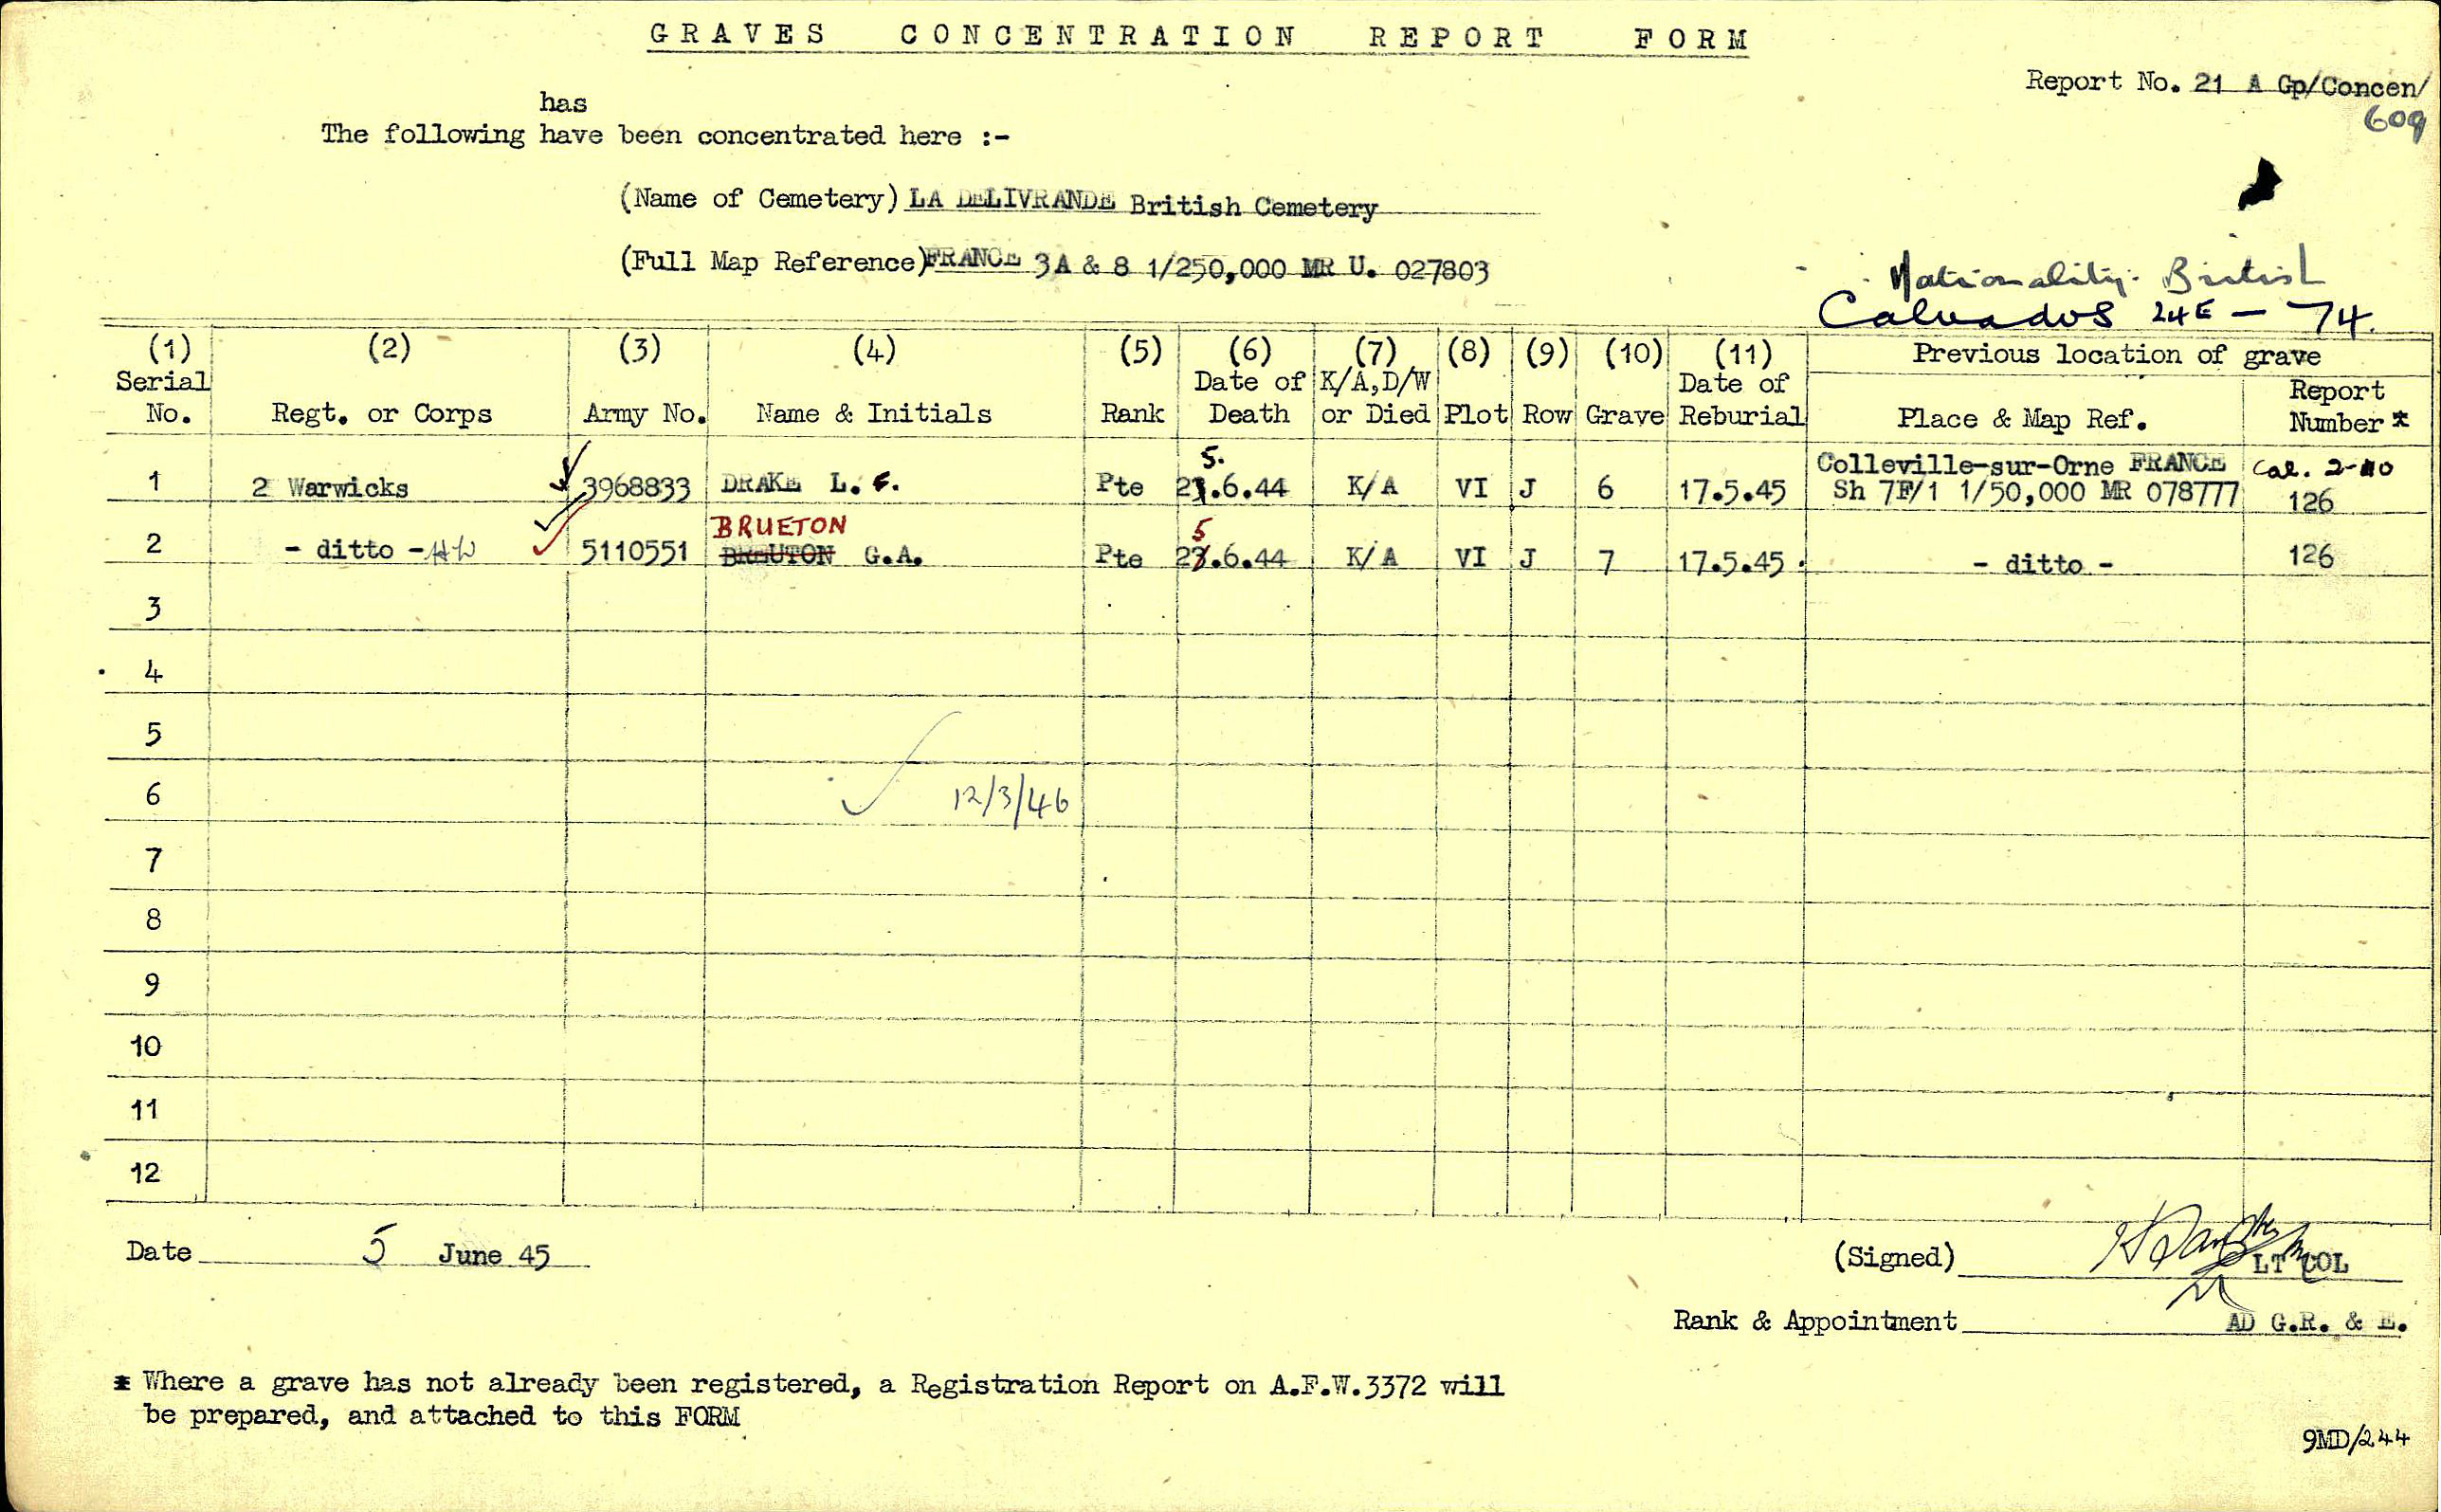 GRAVES CONCENTRATION REPORT FORM
Report No. 21 A Gp/Concen/
609
has
The following have been concentrated here :-
(Name of Cemetery) LA DELIVRANDE British Cemetery
(Full Map Reference) FRANCE 3A & 8 1/250,000 MR U. 027803
Nationality: British
Calvados 24E - 74.
(1) (2) (3) (4) (5) (6) (7) (8) (9) (10) (11) Previous location of grave
Serial No. Regt. or Corps Army No. Name & Initials Rank Date of Death K/A, D/W or Died Plot Row Grave Date of Reburial Place & Map Ref. Report Number *
5.
1 2 Warwicks 3968833 DRAKE L. F. Pte 23.6.44 K/A VI J 6 17.5.45 Colleville-sur-Orne FRANCE Cal. 2-40
Sh 7F/1 1/50,000 MR 078777 126
BRUETON 5
2 - ditto - 5110551 BREUTON G.A. Pte 23.6.44 K/A VI J 7 17.5.45 - ditto - 126
3
4
5
6 12/3/46
7
8
9
10
11
12
Date 5 June 45
(Signed) LT COL
Rank & Appointment AD G.R. & E.
* Where a grave has not already been registered, a Registration Report on A.F.W.3372 will
be prepared, and attached to this FORM
9MD/244